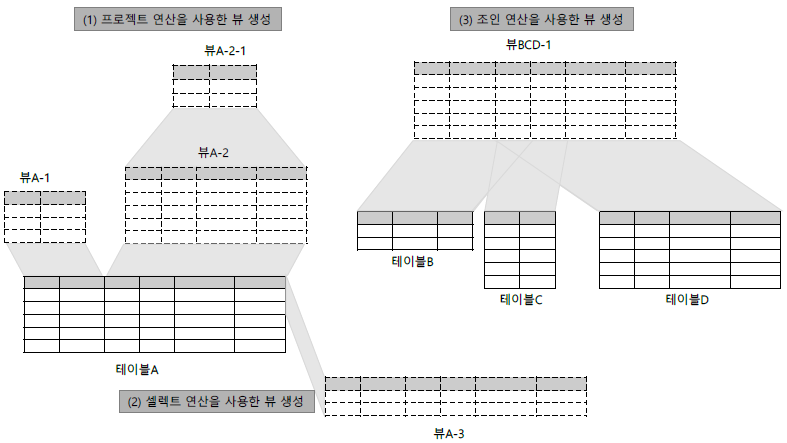 (1) 프로젝트 연산을 사용한 뷰 생성
(3) 조인 연산을 사용한 뷰 생성
뷰A-2-1
뷰BCD-1
뷰A-2
뷰A-1
테이블B
테이블C
테이블D
테이블A
(2) 셀렉트 연산을 사용한 뷰 생성
뷰A-3